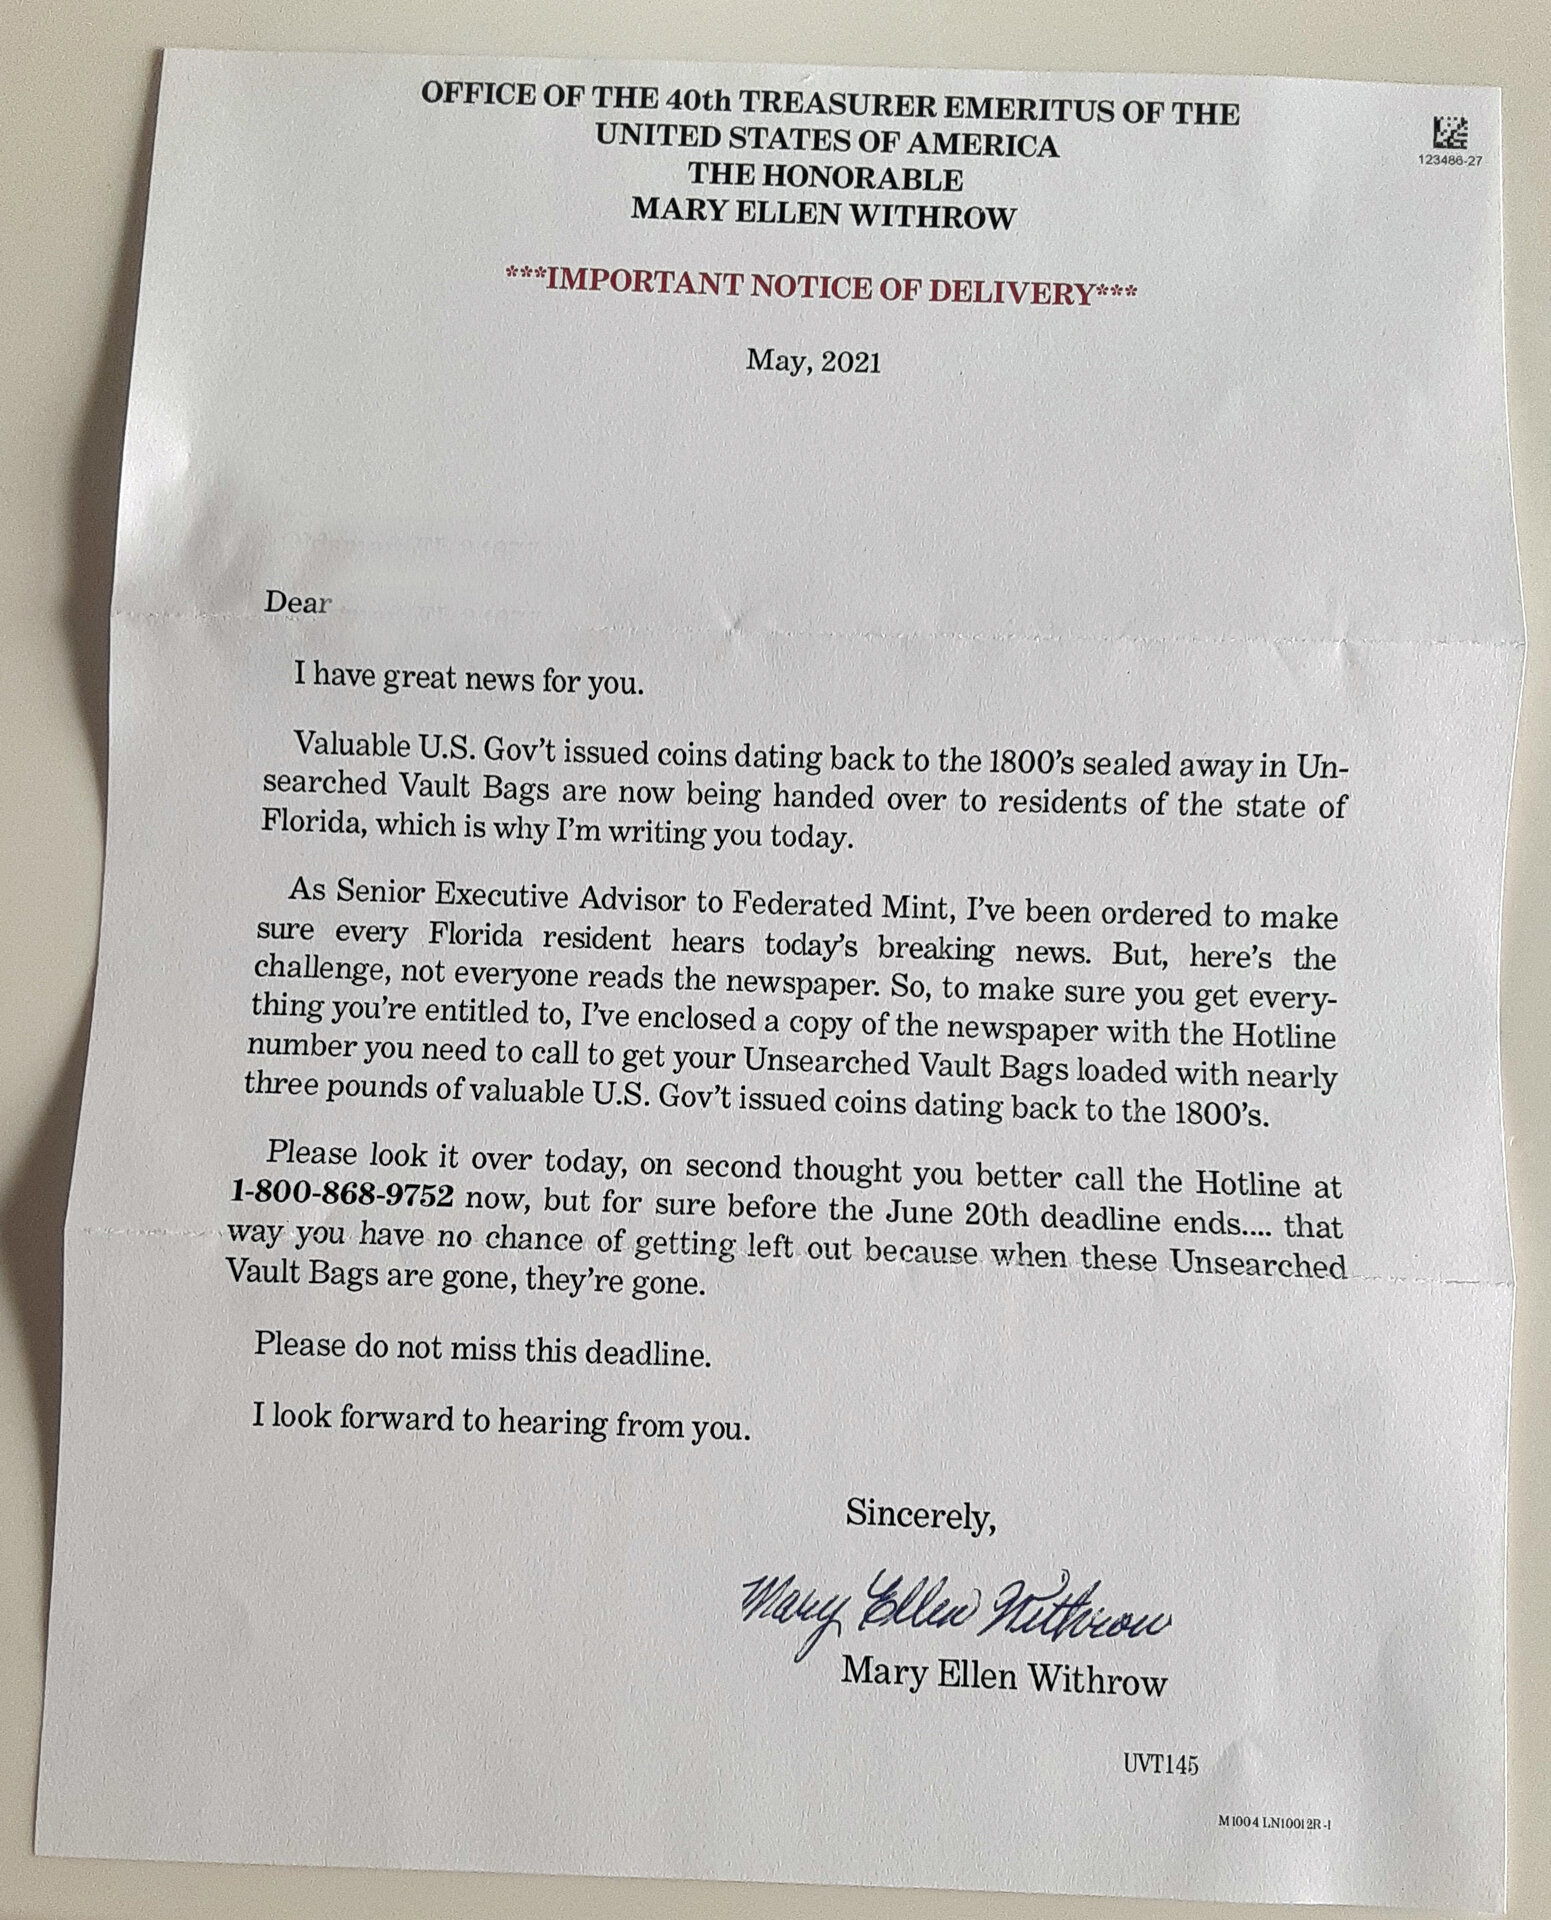 OFFICE OF THE 40th TREASURER EMERITUS OF THE
UNITED STATES OF AMERICA
THE HONORABLE
MARY ELLEN WITHROW
123486-27
***IMPORTANT NOTICE OF DELIVERY***
May, 2021
Dear
I have great news for you.
Valuable U.S. Gov't issued coins dating back to the 1800's sealed away in Un-
searched Vault Bags are now being handed over to residents of the state of
Florida, which is why I'm writing you today.
As Senior Executive Advisor to Federated Mint, I've been ordered to make
sure every Florida resident hears today's breaking news. But, here's the
challenge, not everyone reads the newspaper. So, to make sure you get every-
thing you're entitled to, I've enclosed a copy of the newspaper with the Hotline
number you need to call to get your Unsearched Vault Bags loaded with nearly
three pounds of valuable U.S. Gov't issued coins dating back to the 1800's.
Please look it over today, on second thought you better call the Hotline at
1-800-868-9752 now, but for sure before the June 20th deadline ends.... that
way you have no chance of getting left out because when these Unsearched
Vault Bags are gone, they're gone.
Please do not miss this deadline.
I look forward to hearing from you.
Sincerely,
Mary Ellen Withrow
Mary Ellen Withrow
UVT145
M1004 LN10012R-1